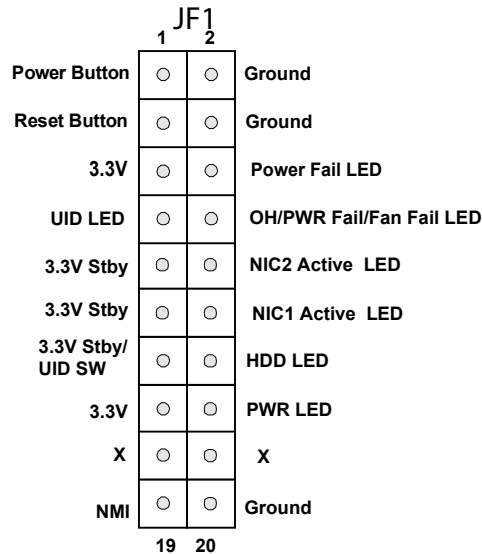 JF1
1 2
Power Button Ground
Reset Button Ground
3.3V Power Fail LED
UID LED OH/PWR Fail/Fan Fail LED
3.3V Stby NIC2 Active LED
3.3V Stby NIC1 Active LED
3.3V Stby/
UID SW HDD LED
3.3V PWR LED
X X
NMI Ground
19 20